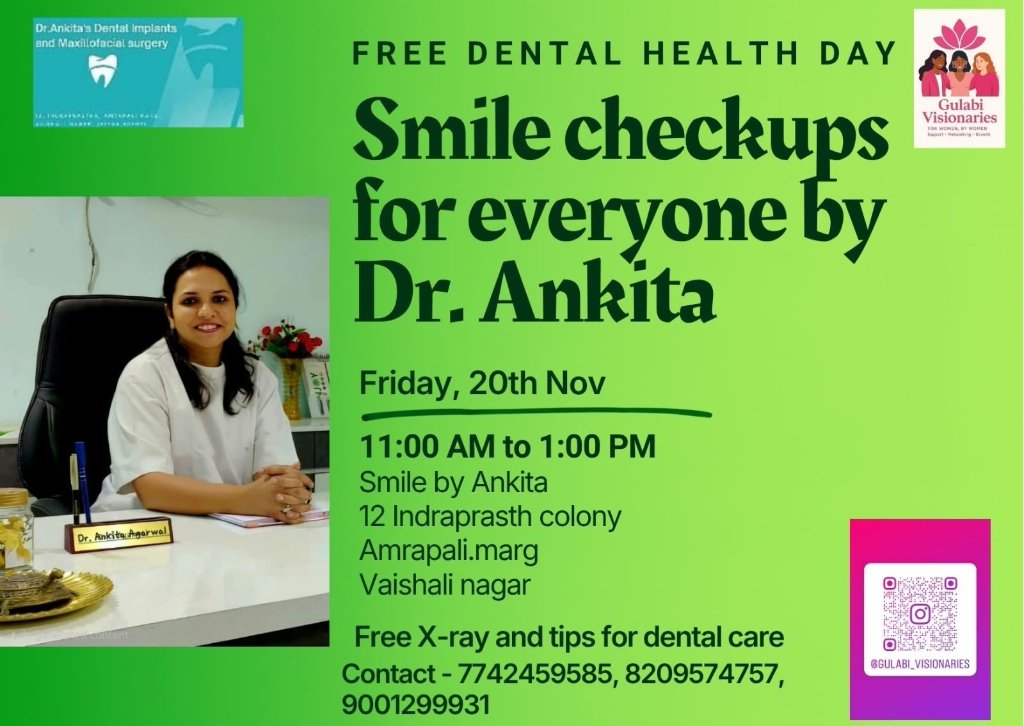 Dr.Ankita's Dental Implants
and Maxillofacial surgery
FREE DENTAL HEALTH DAY
Gulabi
Visionaries
FOR WOMEN, BY WOMEN
Support • Networking • Growth
Smile checkups
for everyone by
Dr. Ankita
Friday, 20th Nov
11:00 AM to 1:00 PM
Smile by Ankita
12 Indraprasth colony
Amrapali.marg
Vaishali nagar
Dr. Ankita Agarwal
Free X-ray and tips for dental care
Contact - 7742459585, 8209574757,
9001299931
@GULABI_VISIONARIES